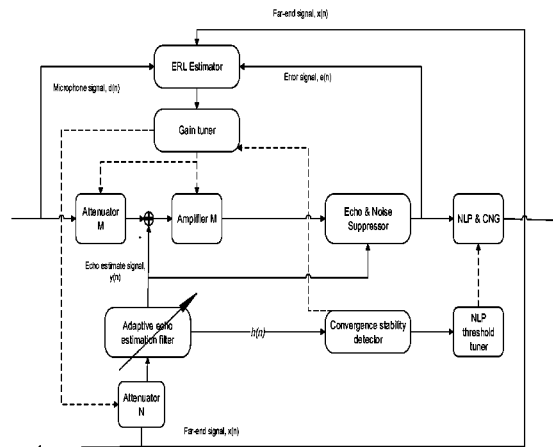 Far-end signal, x(n)
ERL Estimator
Microphone signal, d(n)
Error signal, e(n)
Gain tuner
Attenuator
M
Amplifier M
Echo & Noise
Suppressor
NLP & CNG
Echo estimate signal,
y(n)
Adaptive echo
estimation filter
h(n)
Convergence stability
detector
NLP
threshold
tuner
Attenuator
N
Far-end signal, x(n)